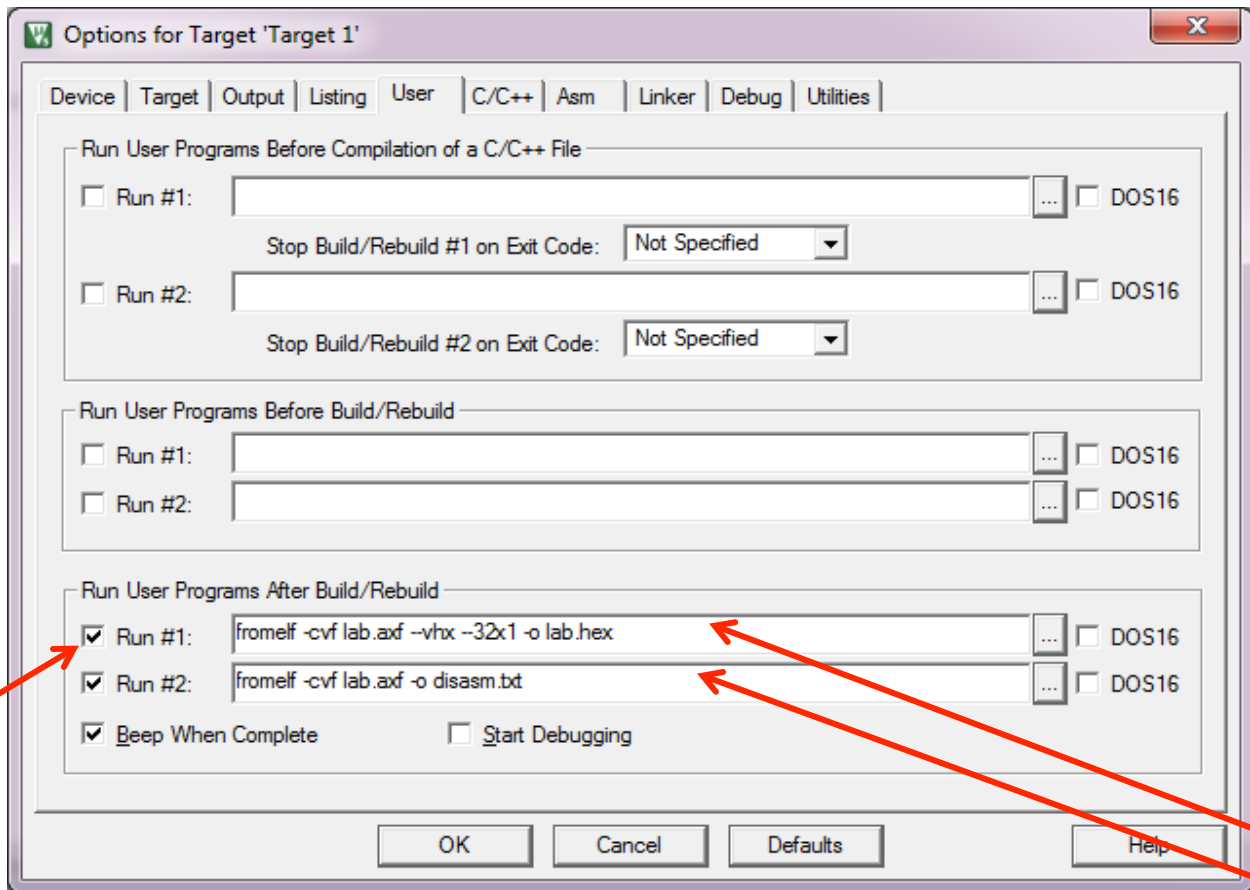 Options for Target 'Target 1'
Device Target Output Listing User C/C++ Asm Linker Debug Utilities
Run User Programs Before Compilation of a C/C++ File
Run #1: ... DOS16
Stop Build/Rebuild #1 on Exit Code: Not Specified
Run #2: ... DOS16
Stop Build/Rebuild #2 on Exit Code: Not Specified
Run User Programs Before Build/Rebuild
Run #1: ... DOS16
Run #2: ... DOS16
Run User Programs After Build/Rebuild
Run #1: fromelf -cvf lab.axf --vhx --32x1 -o lab.hex ... DOS16
Run #2: fromelf -cvf lab.axf -o disasm.txt ... DOS16
Beep When Complete Start Debugging
OK Cancel Defaults Help